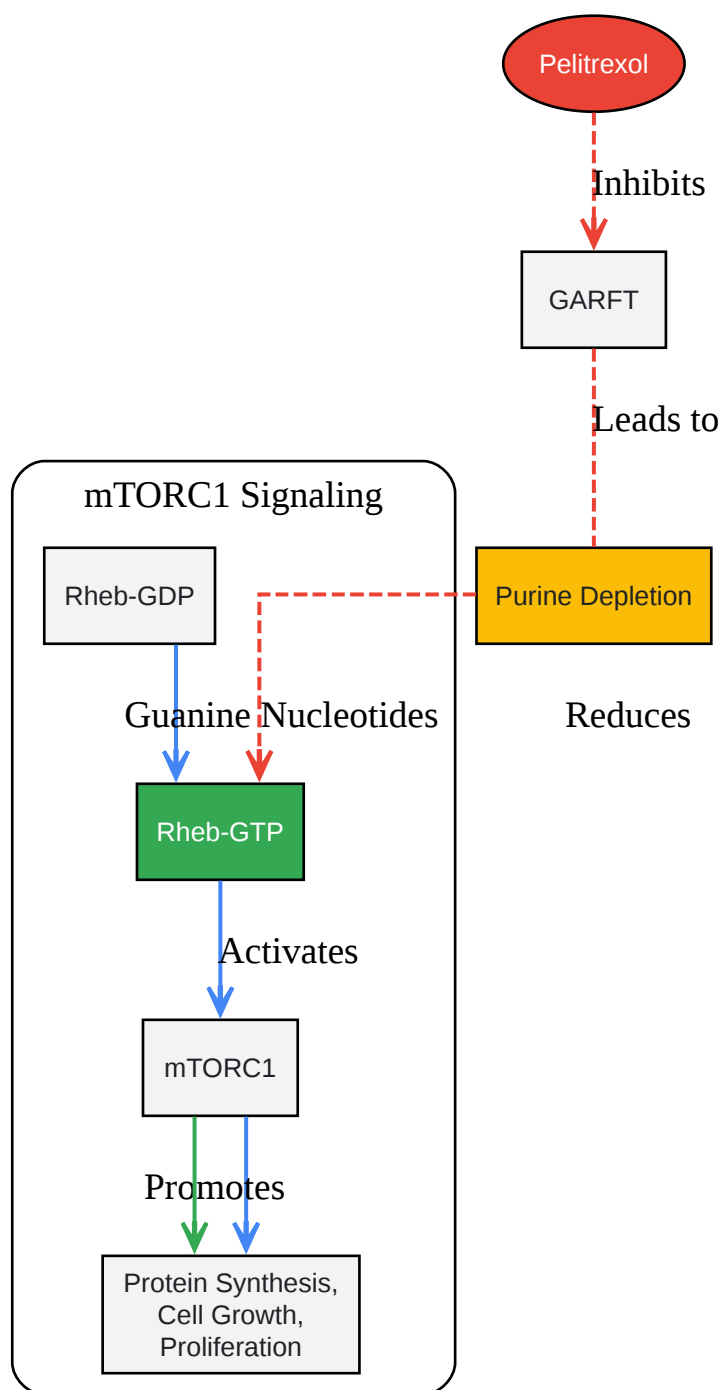 Pelitrexol
Inhibits
GARFT
Leads to
mTORC1 Signaling
Rheb-GDP
Purine Depletion
Guanine Nucleotides
Reduces
Rheb-GTP
Activates
mTORC1
Promotes
Protein Synthesis,
Cell Growth,
Proliferation